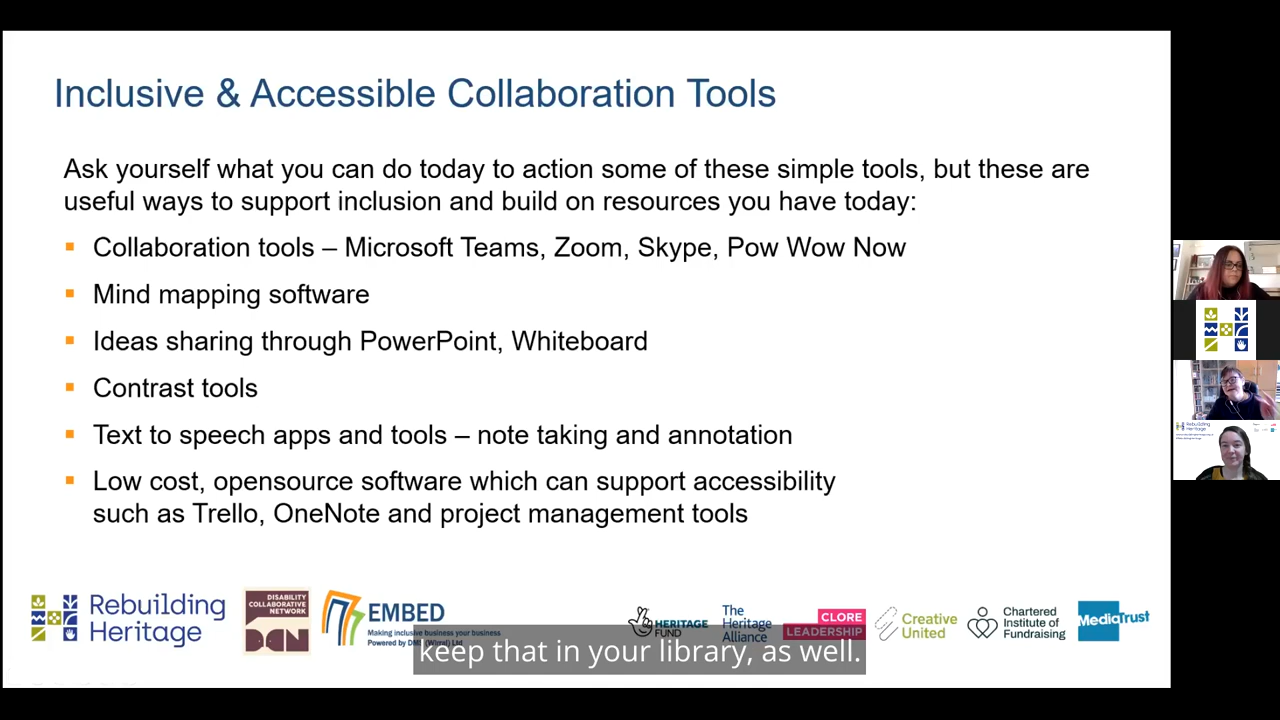 Inclusive & Accessible Collaboration Tools
Ask yourself what you can do today to action some of these simple tools, but these are
useful ways to support inclusion and build on resources you have today:
Collaboration tools – Microsoft Teams, Zoom, Skype, Pow Wow Now
Mind mapping software
Ideas sharing through PowerPoint, Whiteboard
Contrast tools
Text to speech apps and tools – note taking and annotation
Low cost, opensource software which can support accessibility
such as Trello, OneNote and project management tools
Rebuilding
Heritage
DISABILITY
COLLABORATIVE
NETWORK
DCN
EMBED
Making inclusive business your business
Powered by DMS (Wirral) Ltd
HERITAGE
FUND
The
Heritage
Alliance
CLORE
LEADERSHIP
Creative
United
Chartered
Institute of
Fundraising
MediaTrust
keep that in your library, as well.
Rebuilding
Heritage